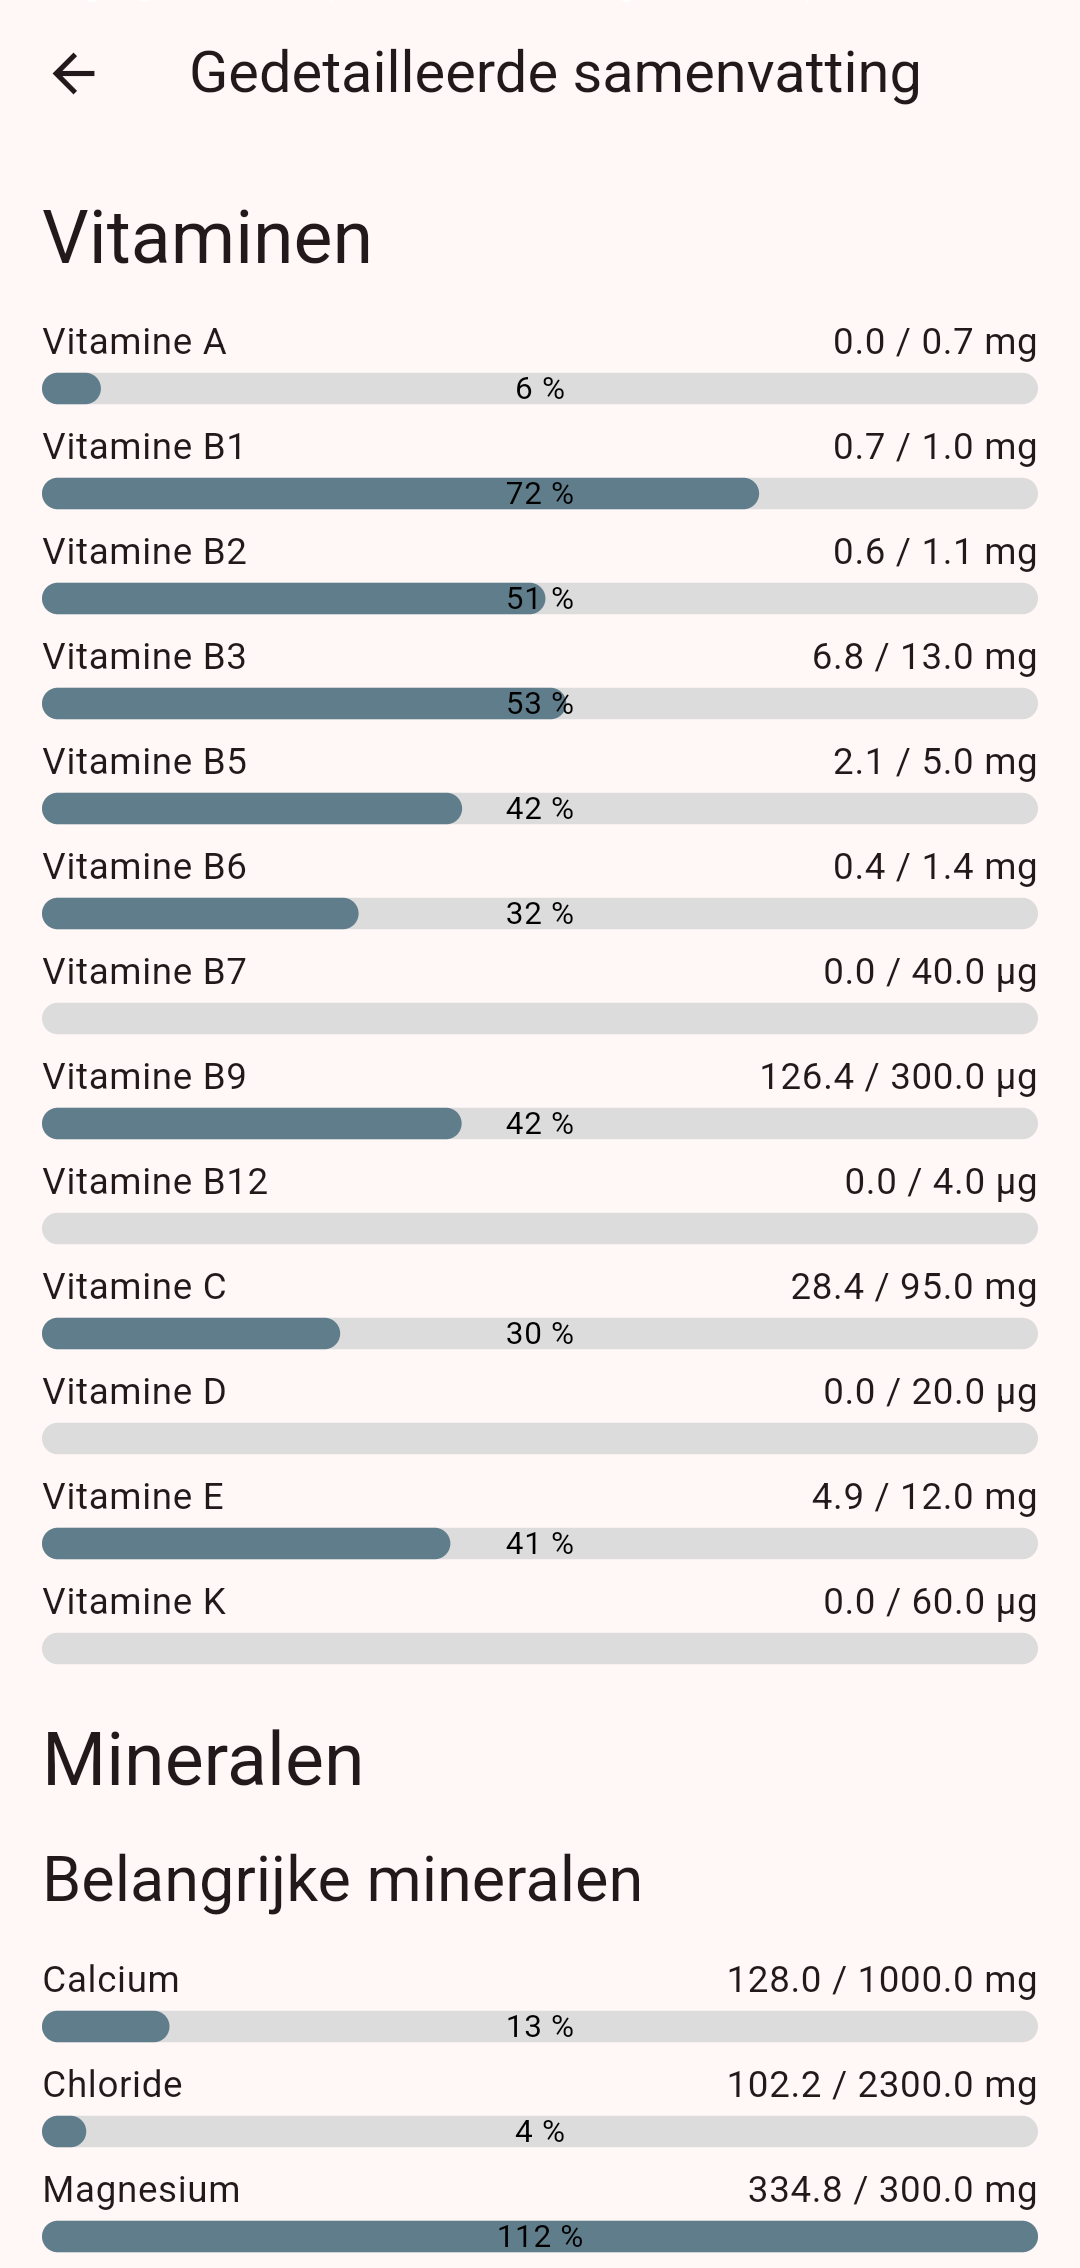 Gedetailleerde samenvatting
Vitaminen
Vitamine A 0.0 / 0.7 mg
6 %
Vitamine B1 0.7 / 1.0 mg
72 %
Vitamine B2 0.6 / 1.1 mg
51 %
Vitamine B3 6.8 / 13.0 mg
53 %
Vitamine B5 2.1 / 5.0 mg
42 %
Vitamine B6 0.4 / 1.4 mg
32 %
Vitamine B7 0.0 / 40.0 µg
Vitamine B9 126.4 / 300.0 µg
42 %
Vitamine B12 0.0 / 4.0 µg
Vitamine C 28.4 / 95.0 mg
30 %
Vitamine D 0.0 / 20.0 µg
Vitamine E 4.9 / 12.0 mg
41 %
Vitamine K 0.0 / 60.0 µg
Mineralen
Belangrijke mineralen
Calcium 128.0 / 1000.0 mg
13 %
Chloride 102.2 / 2300.0 mg
4 %
Magnesium 334.8 / 300.0 mg
112 %